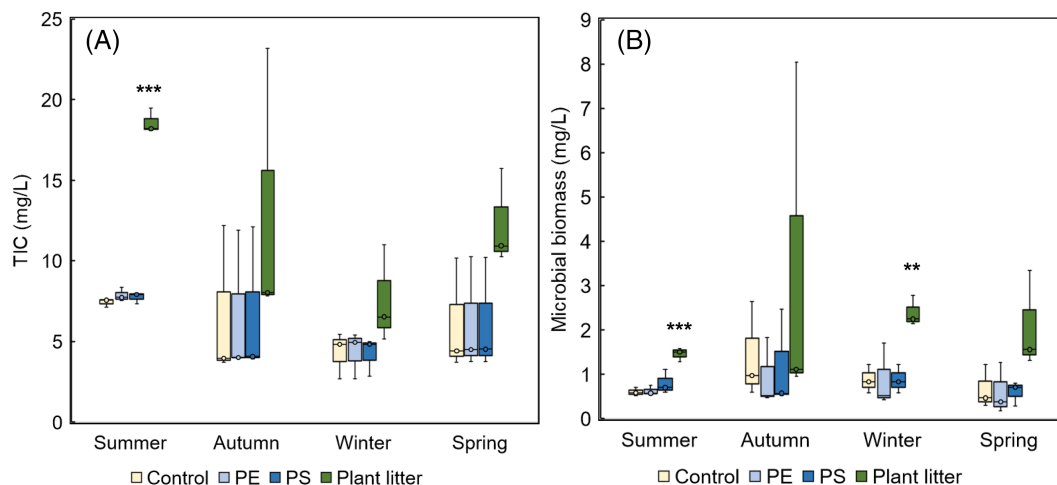 (A)
TIC (mg/L)
25
20
15
10
5
0
***
Summer Autumn Winter Spring
Control PE PS Plant litter
(B)
Microbial biomass (mg/L)
9
8
7
6
5
4
3
2
1
0
***
**
Summer Autumn Winter Spring
Control PE PS Plant litter